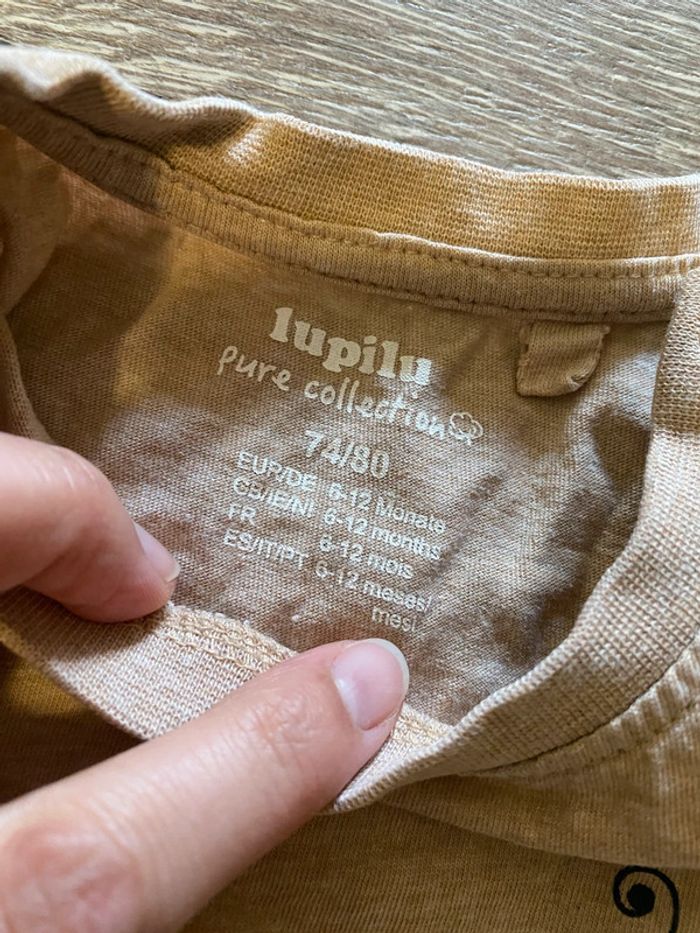 lupilu
pure collection
74/80
EUR/DE 6-12 Monate
GB/IE/NI 6-12 months
FR 6-12 mois
ES/IT/PT 6-12 meses/
mesi